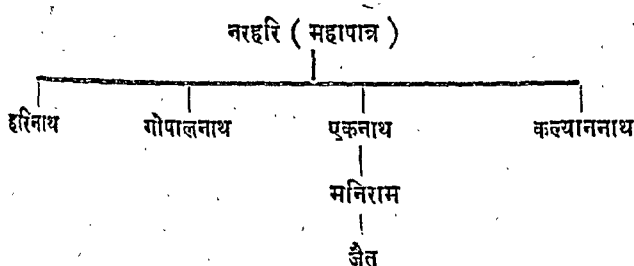 नरहरि ( महापात्र )
हरिनाथ गोपालनाथ एकनाथ कल्याननाथ
मनिराम
जैत